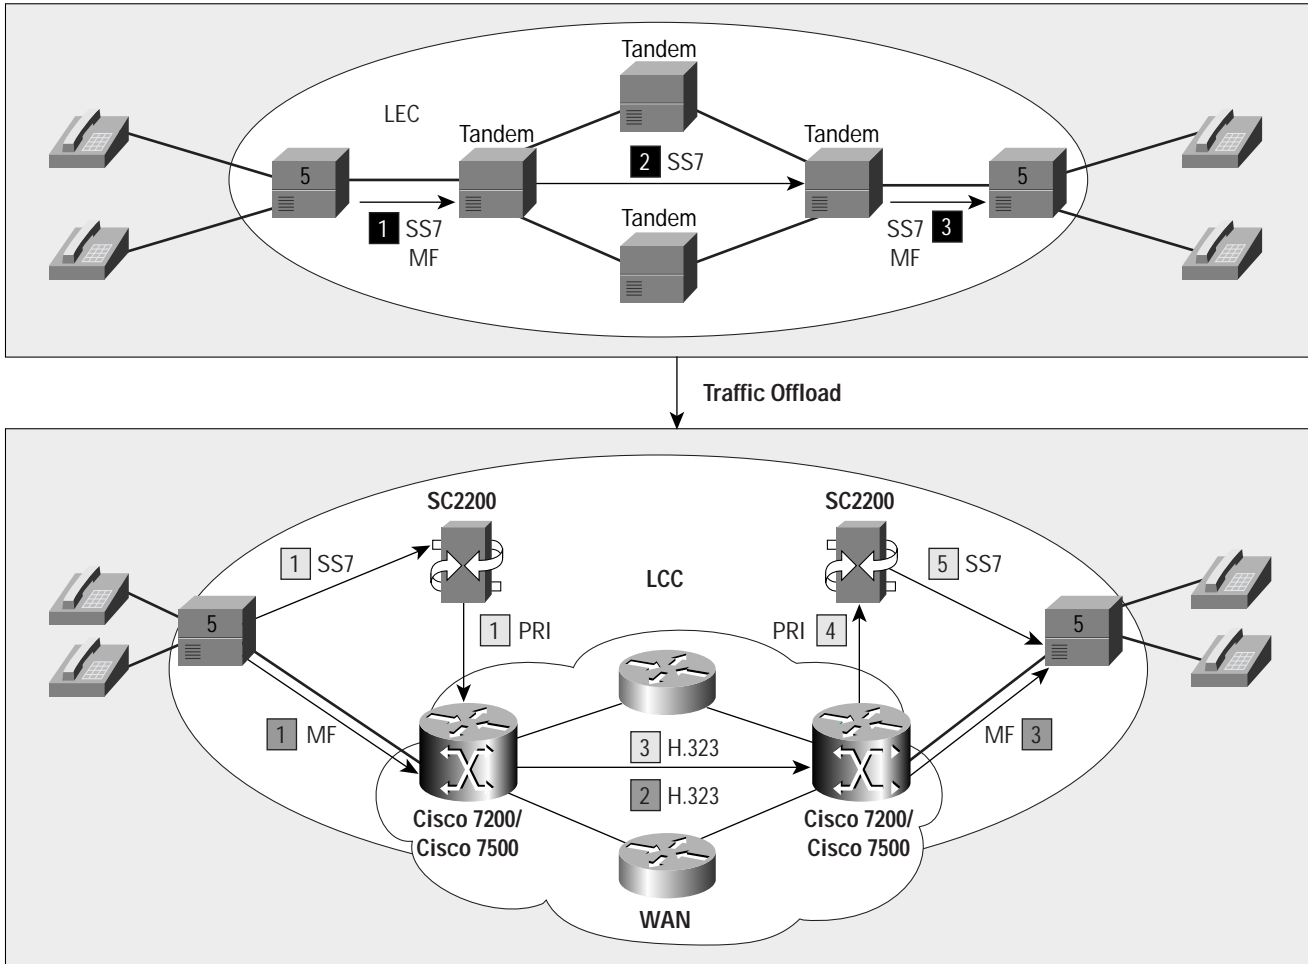 Tandem
LEC
Tandem
Tandem
2 SS7
5
5
1 SS7
MF
Tandem
SS7 3
MF
Traffic Offload
SC2200
SC2200
1 SS7
5 SS7
LCC
5
5
1 PRI
PRI 4
1 MF
3 H.323
MF 3
2 H.323
Cisco 7200/
Cisco 7500
Cisco 7200/
Cisco 7500
WAN